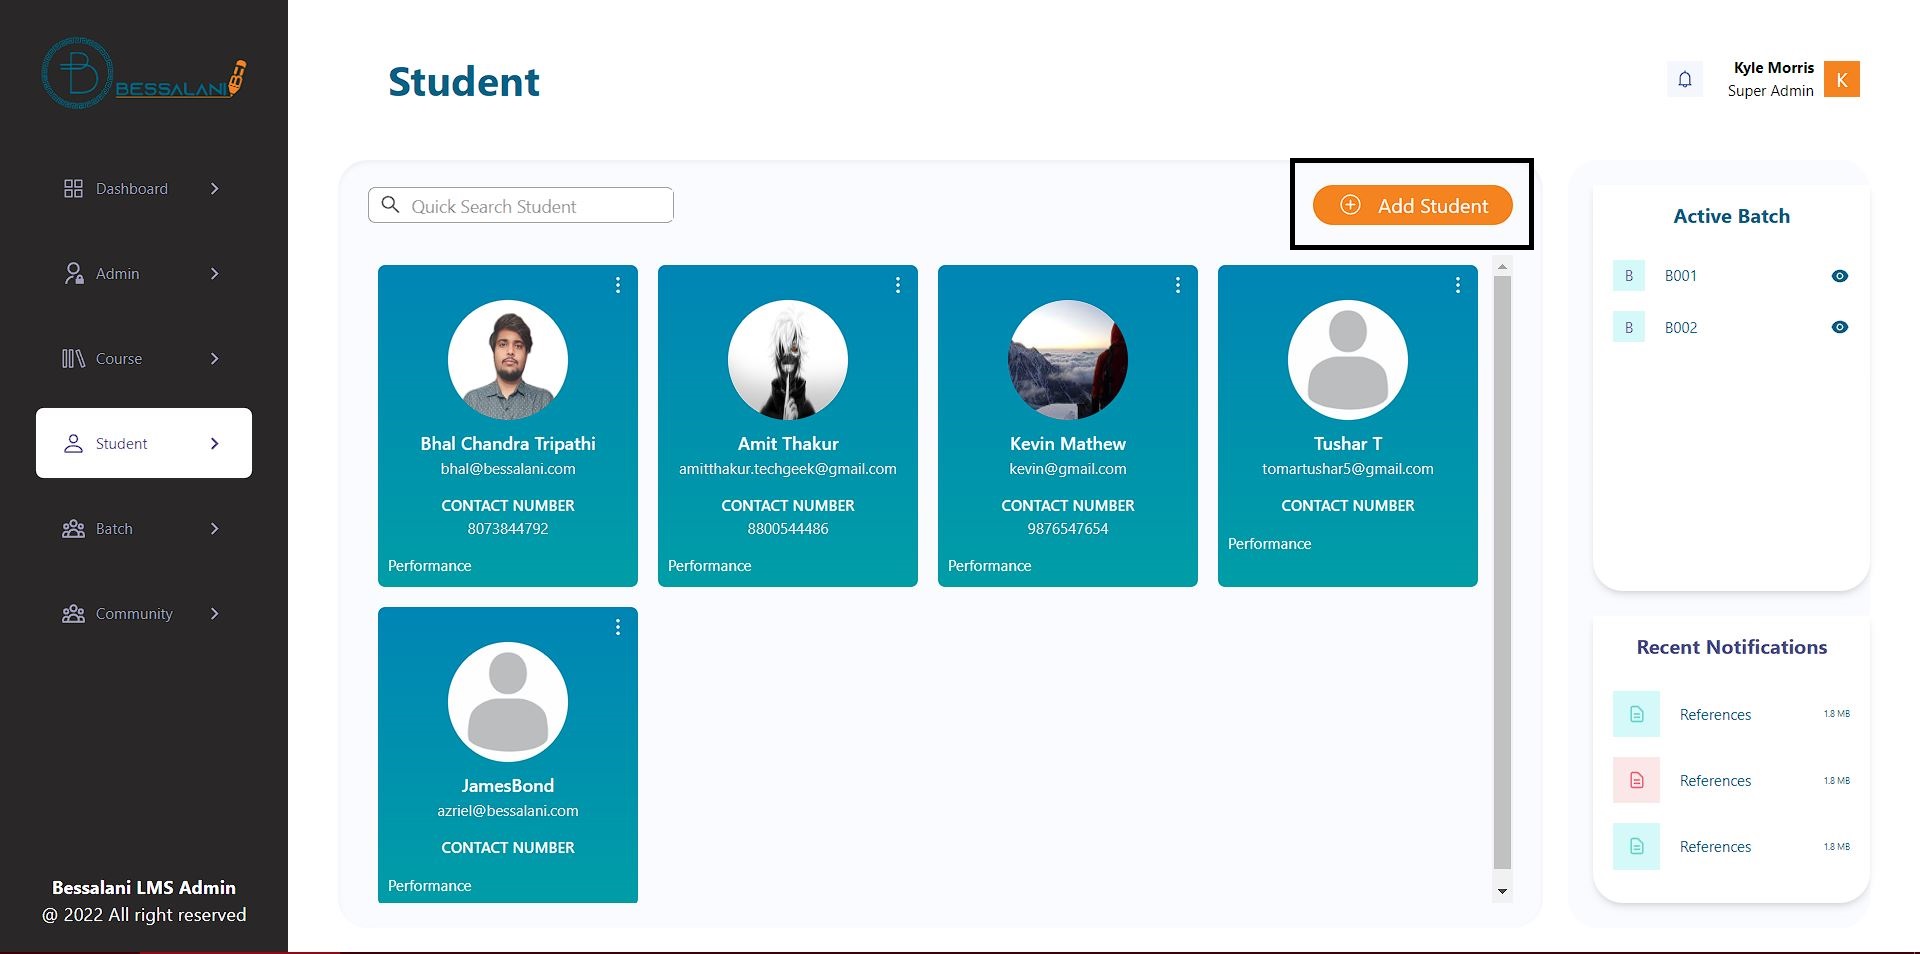 BESSALANI
Student
Kyle Morris
Super Admin
K
Dashboard
Admin
Course
Student
Batch
Community
Bessalani LMS Admin
@ 2022 All right reserved
Quick Search Student
Add Student
Bhal Chandra Tripathi
bhal@bessalani.com
CONTACT NUMBER
8073844792
Performance
Amit Thakur
amitthakur.techgeek@gmail.com
CONTACT NUMBER
8800544486
Performance
Kevin Mathew
kevin@gmail.com
CONTACT NUMBER
9876547654
Performance
Tushar T
tomartushar5@gmail.com
CONTACT NUMBER
Performance
JamesBond
azriel@bessalani.com
CONTACT NUMBER
Performance
Active Batch
B B001
B B002
Recent Notifications
References 1.8 MB
References 1.8 MB
References 1.8 MB